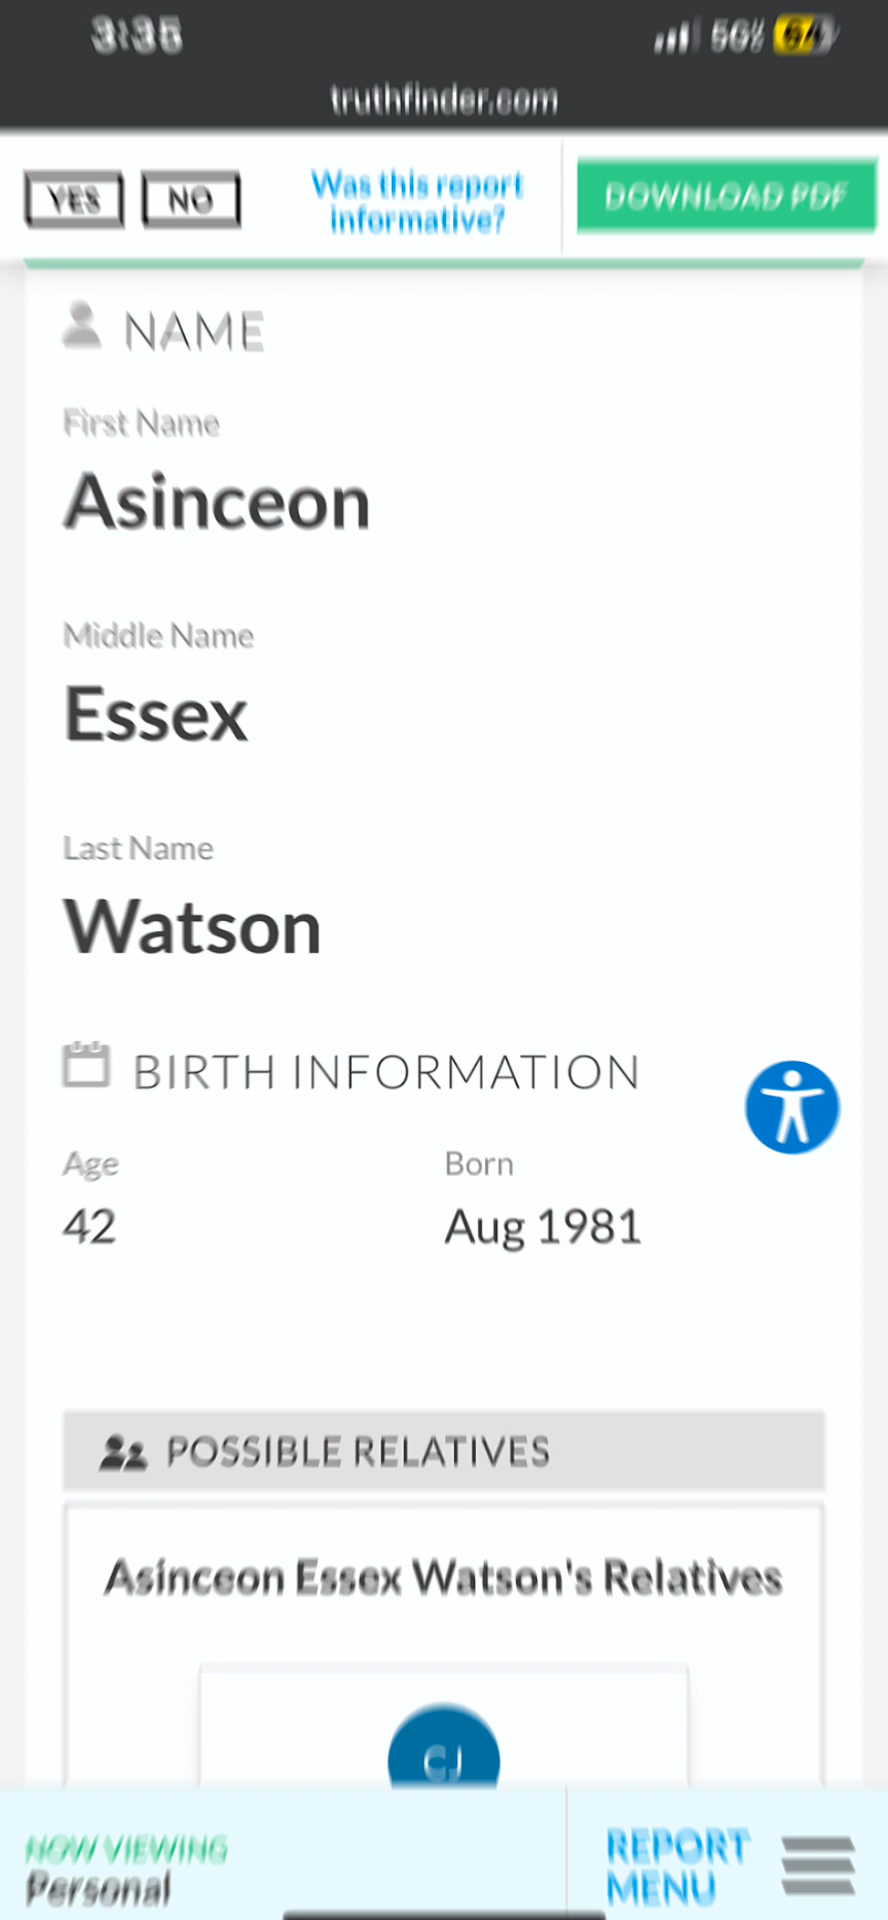 3:35
truthfinder.com
YES NO Was this report informative? DOWNLOAD PDF
NAME
First Name
Asinceon
Middle Name
Essex
Last Name
Watson
BIRTH INFORMATION
Age Born
42 Aug 1981
POSSIBLE RELATIVES
Asinceon Essex Watson's Relatives
CJ
NOW VIEWING
Personal
REPORT
MENU